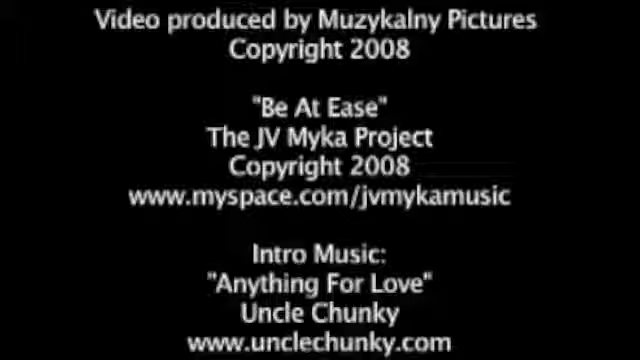 Video produced by Muzykalny Pictures
Copyright 2008
"Be At Ease"
The JV Myka Project
Copyright 2008
www.myspace.com/jvmykamusic
Intro Music:
"Anything For Love"
Uncle Chunky
www.unclechunky.com